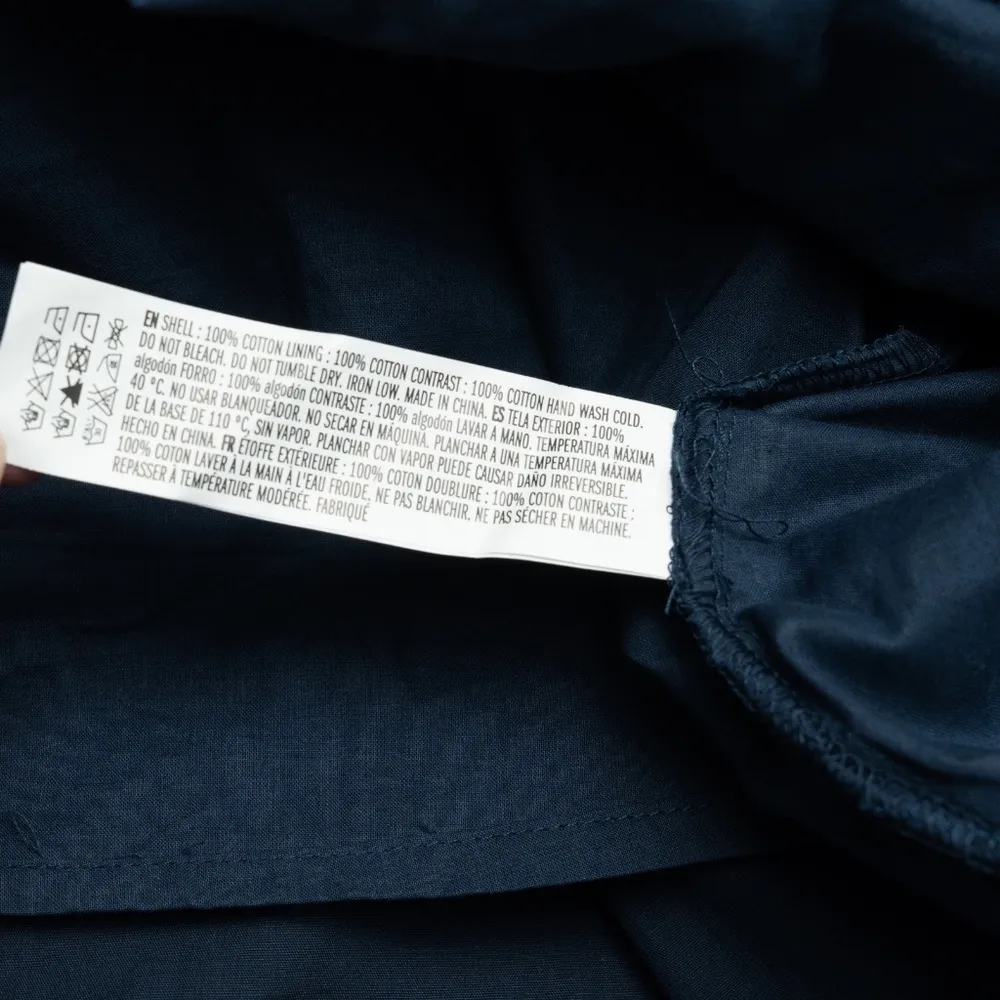 EN SHELL : 100% COTTON LINING : 100% COTTON CONTRAST : 100% COTTON HAND WASH COLD.
DO NOT BLEACH. DO NOT TUMBLE DRY. IRON LOW. MADE IN CHINA. ES TELA EXTERIOR : 100%
algodón FORRO : 100% algodón CONTRASTE : 100% algodón LAVAR Á MANO. TEMPERATURA MÁXIMA
40 °C. NO USAR BLANQUEADOR. NO SECAR EN MÁQUINA. PLANCHAR A UNA TEMPERATURA MÁXIMA
DE LA BASE DE 110 °C, SIN VAPOR. PLANCHAR CON VAPOR PUEDE CAUSAR DAÑO IRREVERSIBLE.
HECHO EN CHINA. FR ÉTOFFE EXTÉRIEURE : 100% COTON DOUBLURE : 100% COTON CONTRASTE :
100% COTON LAVER À LA MAIN À L'EAU FROIDE. NE PAS BLANCHIR. NE PAS SÉCHER EN MACHINE.
REPASSER À TEMPÉRATURE MODÉRÉE. FABRIQUÉ